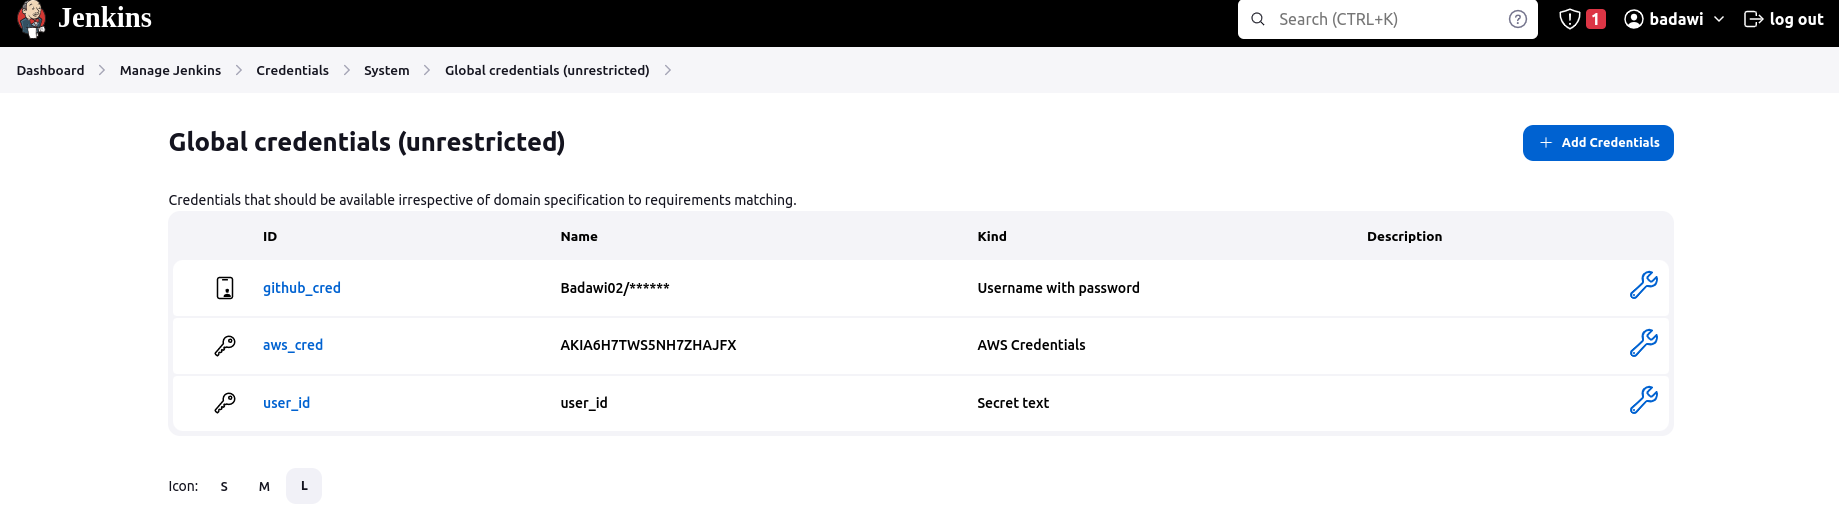 Jenkins
Search (CTRL+K)
?
1
badawi
log out
Dashboard
Manage Jenkins
Credentials
System
Global credentials (unrestricted)
Global credentials (unrestricted)
+ Add Credentials
Credentials that should be available irrespective of domain specification to requirements matching.
ID Name Kind Description
github_cred Badawi02/****** Username with password
aws_cred AKIA6H7TWS5NH7ZHAJFX AWS Credentials
user_id user_id Secret text
Icon: S M L